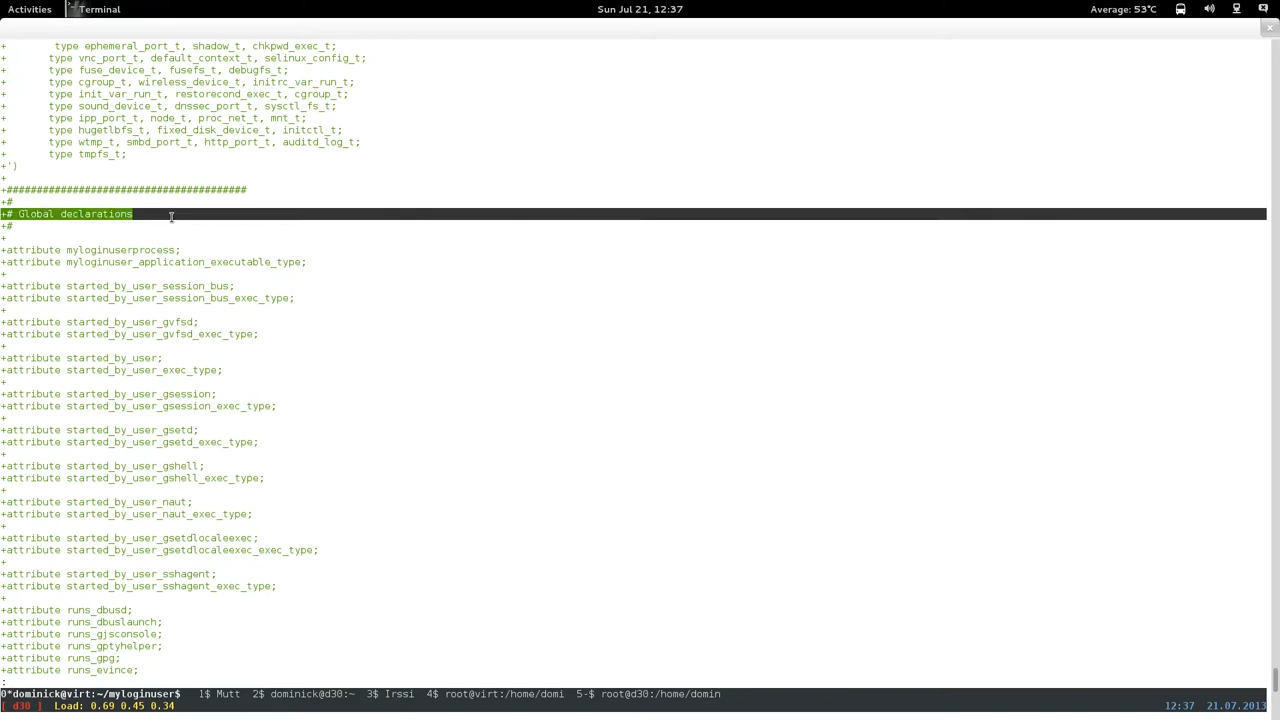 Activities Terminal Sun Jul 21, 12:37 Average: 53°C
+        type ephemeral_port_t, shadow_t, chkpwd_exec_t;
+       type vnc_port_t, default_context_t, selinux_config_t;
+       type fuse_device_t, fusefs_t, debugfs_t;
+       type cgroup_t, wireless_device_t, initrc_var_run_t;
+       type init_var_run_t, restorecond_exec_t, cgroup_t;
+       type sound_device_t, dnssec_port_t, sysctl_fs_t;
+       type ipp_port_t, node_t, proc_net_t, mnt_t;
+       type hugetlbfs_t, fixed_disk_device_t, initctl_t;
+       type wtmp_t, smbd_port_t, http_port_t, auditd_log_t;
+       type tmpfs_t;
+')
+
+########################################
+#
+# Global declarations
+#
+
+attribute myloginuserprocess;
+attribute myloginuser_application_executable_type;
+
+attribute started_by_user_session_bus;
+attribute started_by_user_session_bus_exec_type;
+
+attribute started_by_user_gvfsd;
+attribute started_by_user_gvfsd_exec_type;
+
+attribute started_by_user;
+attribute started_by_user_exec_type;
+
+attribute started_by_user_gsession;
+attribute started_by_user_gsession_exec_type;
+
+attribute started_by_user_gsetd;
+attribute started_by_user_gsetd_exec_type;
+
+attribute started_by_user_gshell;
+attribute started_by_user_gshell_exec_type;
+
+attribute started_by_user_naut;
+attribute started_by_user_naut_exec_type;
+
+attribute started_by_user_gsetdlocaleexec;
+attribute started_by_user_gsetdlocaleexec_exec_type;
+
+attribute started_by_user_sshagent;
+attribute started_by_user_sshagent_exec_type;
+
+attribute runs_dbusd;
+attribute runs_dbuslaunch;
+attribute runs_gjsconsole;
+attribute runs_gptyhelper;
+attribute runs_gpg;
+attribute runs_evince;
:
0*dominick@virt:~/myloginuser$   1$ Mutt  2$ dominick@d30:~  3$ Irssi  4$ root@virt:/home/domi  5-$ root@d30:/home/domin
[ d30 ] Load: 0.69 0.45 0.34 12:37 21.07.2013